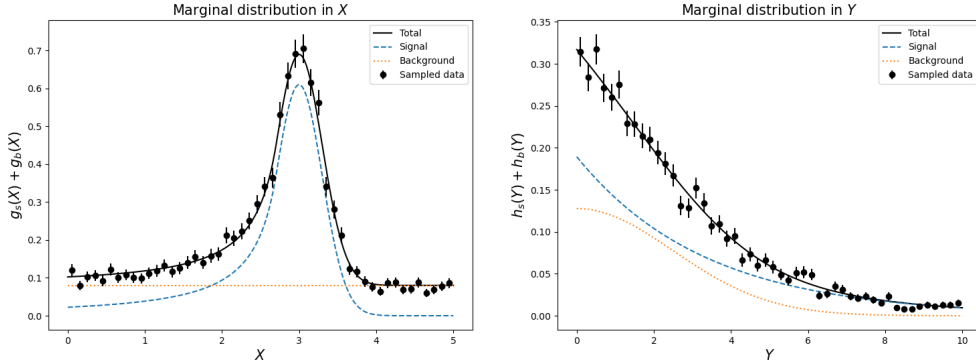 Marginal distribution in X
g_s(X) + g_b(X)
0.7
0.6
0.5
0.4
0.3
0.2
0.1
0.0
Total
Signal
Background
Sampled data
0 1 2 3 4 5
X
Marginal distribution in Y
h_s(Y) + h_b(Y)
0.35
0.30
0.25
0.20
0.15
0.10
0.05
0.00
Total
Signal
Background
Sampled data
0 2 4 6 8 10
Y